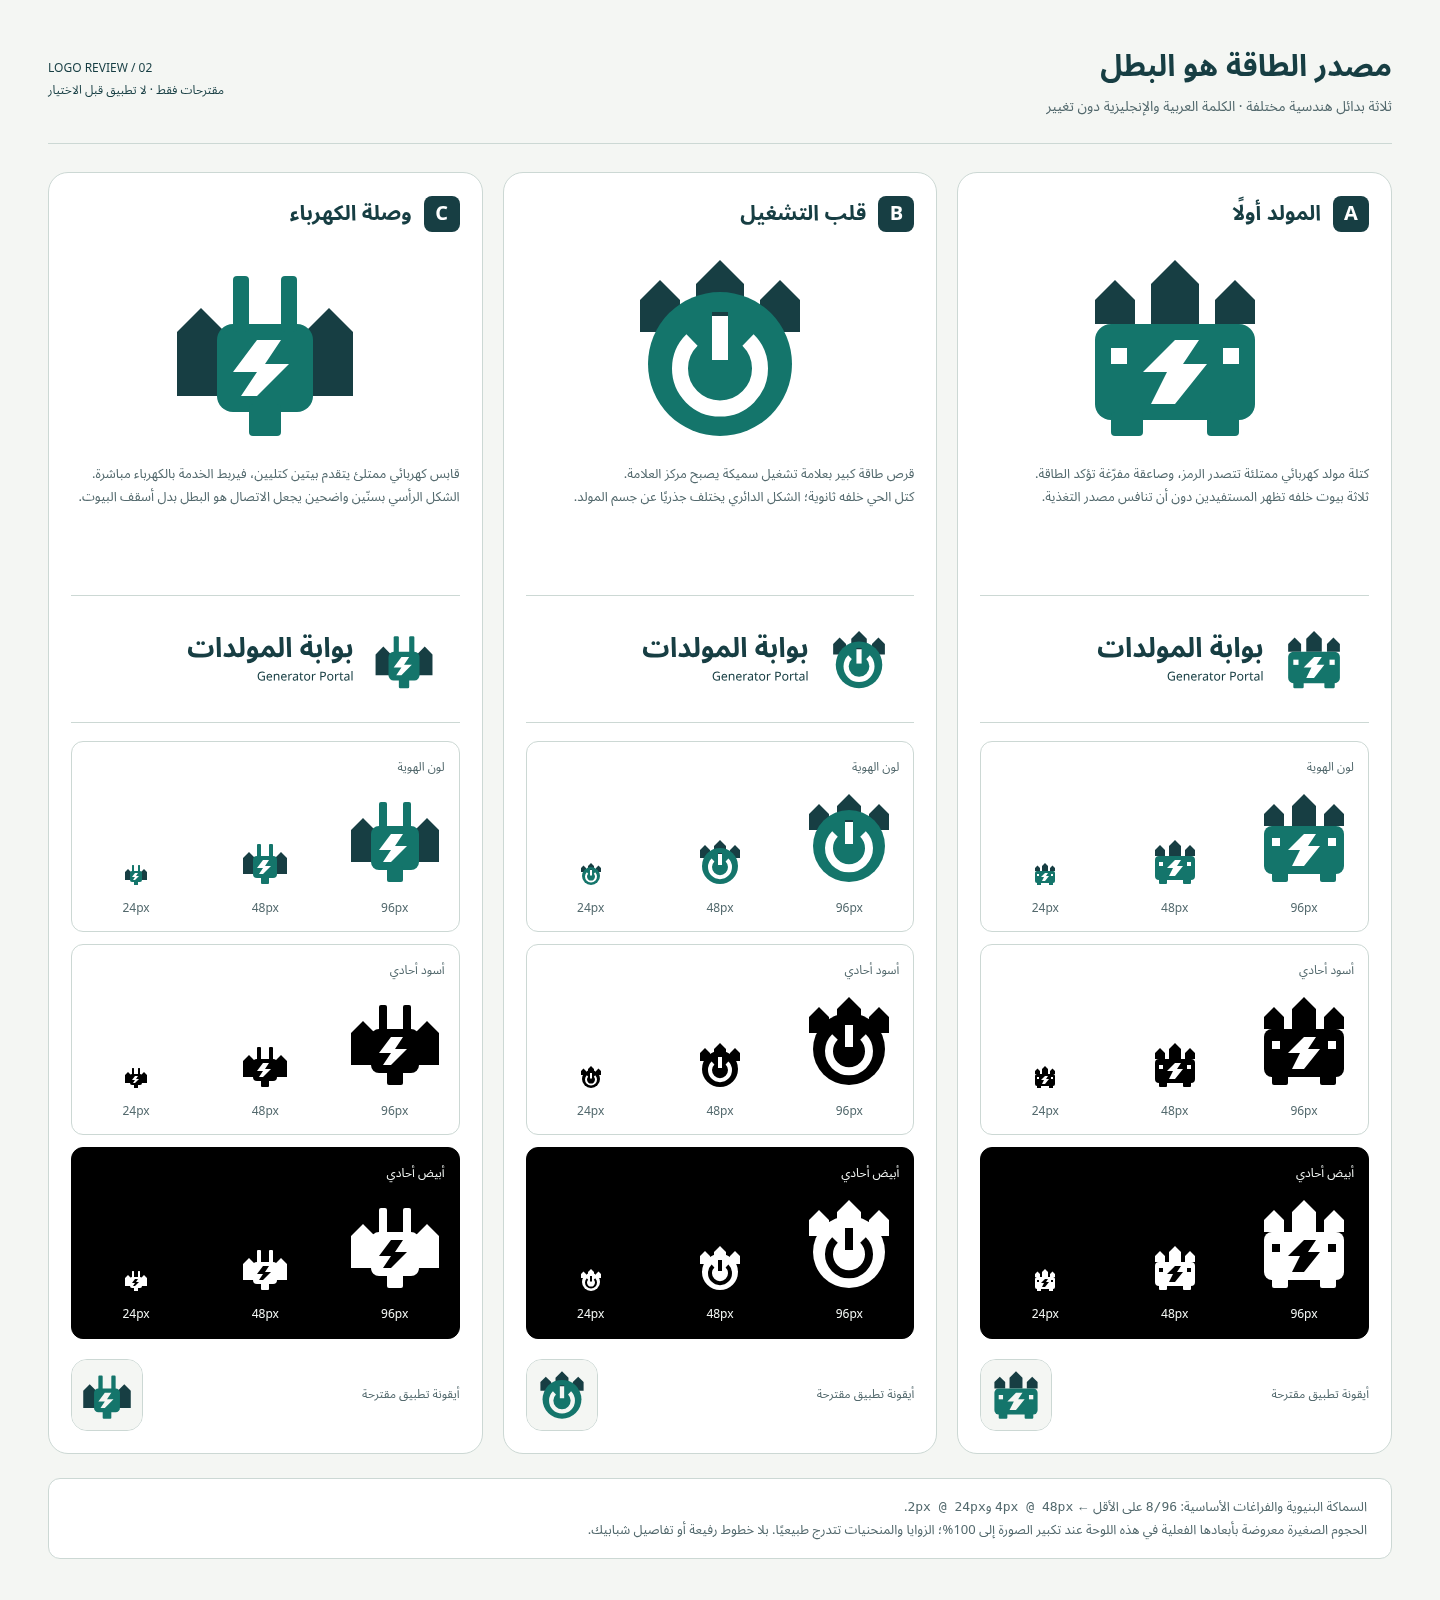 مصدر الطاقة هو البطل
ثلاثة بدائل هندسية مختلفة · الكلمة العربية والإنجليزية دون تغيير
LOGO REVIEW / 02
مقترحات فقط · لا تطبيق قبل الاختيار
A المولد أولًا
كتلة مولد كهربائي ممتلئة تتصدر الرمز، وصاعقة مفرّغة تؤكد الطاقة.
ثلاثة بيوت خلفه تظهر المستفيدين دون أن تنافس مصدر التغذية.
بوابة المولدات
Generator Portal
لون الهوية
96px 48px 24px
أسود أحادي
96px 48px 24px
أبيض أحادي
96px 48px 24px
أيقونة تطبيق مقترحة
B قلب التشغيل
قرص طاقة كبير بعلامة تشغيل سميكة يصبح مركز العلامة.
كتل الحي خلفه ثانوية؛ الشكل الدائري يختلف جذريًا عن جسم المولد.
بوابة المولدات
Generator Portal
لون الهوية
96px 48px 24px
أسود أحادي
96px 48px 24px
أبيض أحادي
96px 48px 24px
أيقونة تطبيق مقترحة
C وصلة الكهرباء
قابس كهربائي ممتلئ يتقدم بيتين كتليين، فيربط الخدمة بالكهرباء مباشرة.
الشكل الرأسي بسنّين واضحين يجعل الاتصال هو البطل بدل أسقف البيوت.
بوابة المولدات
Generator Portal
لون الهوية
96px 48px 24px
أسود أحادي
96px 48px 24px
أبيض أحادي
96px 48px 24px
أيقونة تطبيق مقترحة
السماكة البنيوية والفراغات الأساسية: 8/96 على الأقل ← 4px @ 48px و2px @ 24px.
الحجوم الصغيرة معروضة بأبعادها الفعلية في هذه اللوحة عند تكبير الصورة إلى 100%؛ الزوايا والمنحنيات تتدرج طبيعيًا. بلا خطوط رفيعة أو تفاصيل شبابيك.